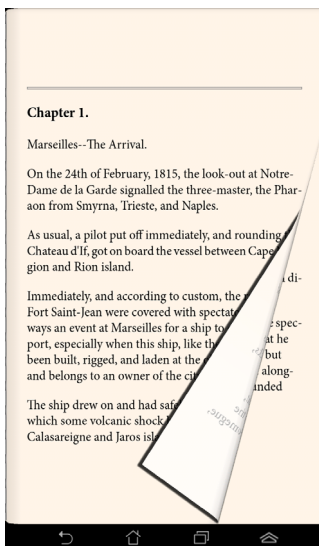 Chapter 1.
Marseilles--The Arrival.
On the 24th of February, 1815, the look-out at Notre-
Dame de la Garde signalled the three-master, the Phar-
aon from Smyrna, Trieste, and Naples.
As usual, a pilot put off immediately, and rounding
Chateau d'If, got on board the vessel between Cape
gion and Rion island.
di-
Immediately, and according to custom, the
Fort Saint-Jean were covered with spectat
spec-
ways an event at Marseilles for a ship to
at he
port, especially when this ship, like th
but
been built, rigged, and laden at the
along-
and belongs to an owner of the cit
anded
The ship drew on and had safe
which some volcanic shock
Calasareigne and Jaros isl